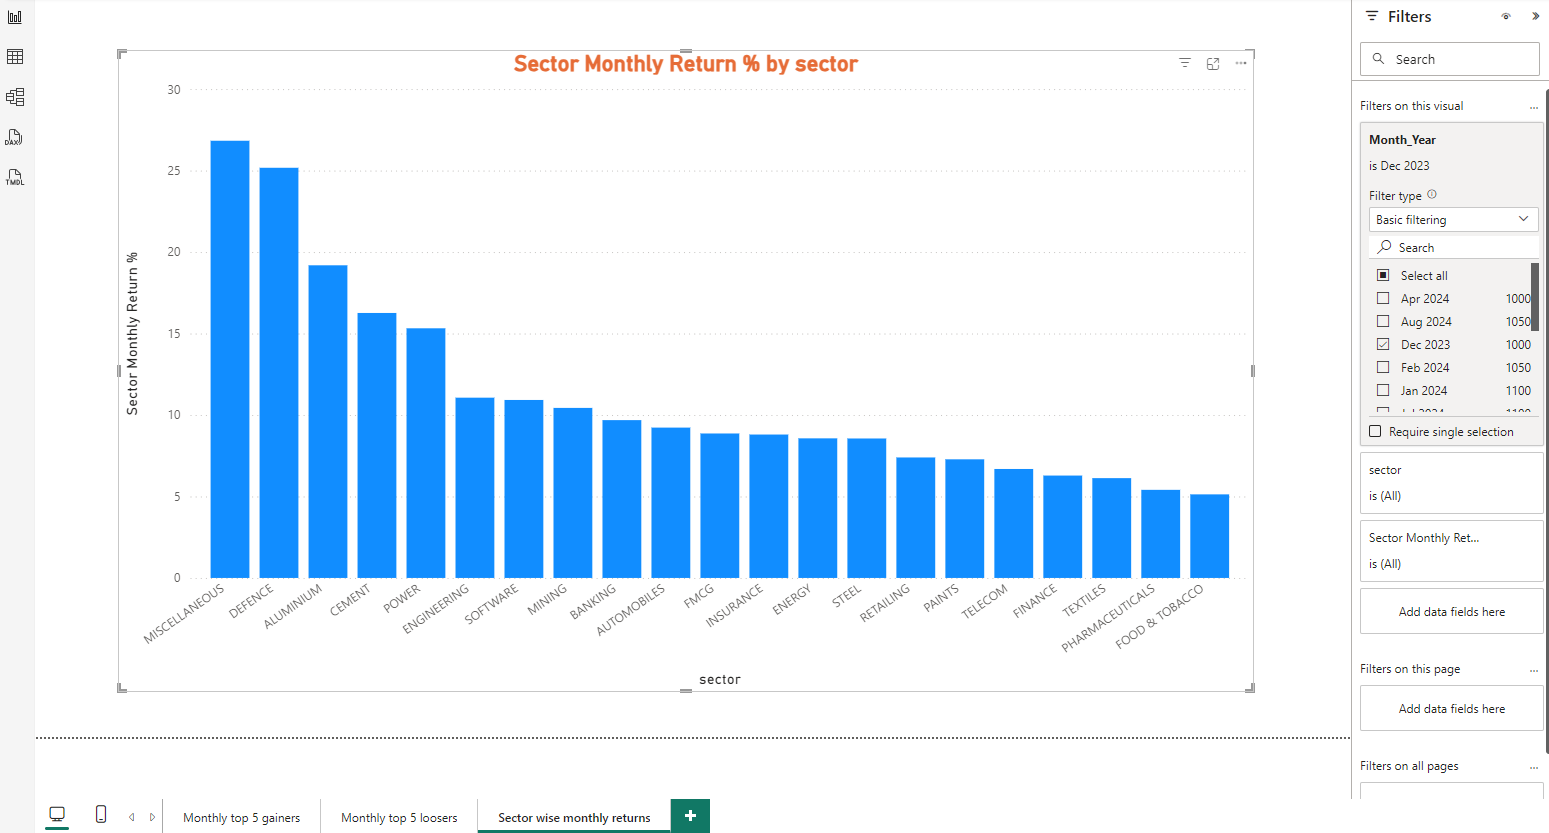 DAX
TMDL
Sector Monthly Return % by sector
30
25
20
15
10
5
0
Sector Monthly Return %
MISCELLANEOUS
DEFENCE
ALUMINIUM
CEMENT
POWER
ENGINEERING
SOFTWARE
MINING
BANKING
AUTOMOBILES
FMCG
INSURANCE
ENERGY
STEEL
RETAILING
PAINTS
TELECOM
FINANCE
TEXTILES
PHARMACEUTICALS
FOOD & TOBACCO
sector
Filters
Search
Filters on this visual
Month_Year
is Dec 2023
Filter type
Basic filtering
Search
Select all
Apr 2024 1000
Aug 2024 1050
Dec 2023 1000
Feb 2024 1050
Jan 2024 1100
Require single selection
sector
is (All)
Sector Monthly Ret...
is (All)
Add data fields here
Filters on this page
Add data fields here
Filters on all pages
Monthly top 5 gainers Monthly top 5 loosers Sector wise monthly returns